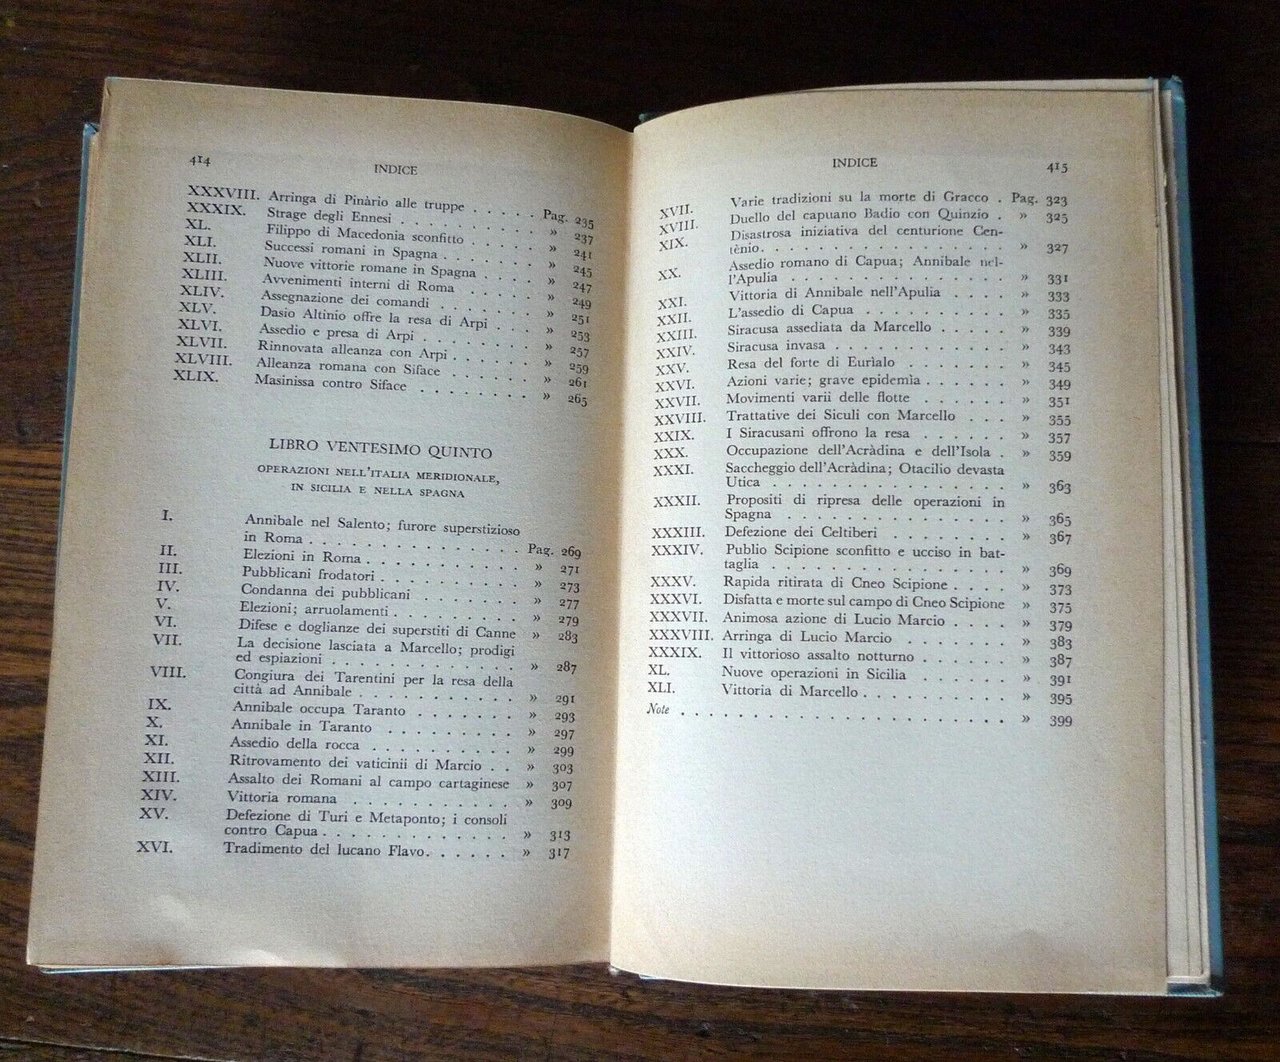 414
INDICE
XXXVIII. Arringa di Pinàrio alle truppe . . . . . Pag. 235
XXXIX. Strage degli Ennesi . . . . . . . . » 237
XL. Filippo di Macedonia sconfitto . . . . . » 241
XLI. Successi romani in Spagna . . . . . . » 245
XLII. Nuove vittorie romane in Spagna . . . . » 247
XLIII. Avvenimenti interni di Roma . . . . . » 249
XLIV. Assegnazione dei comandi . . . . . . » 251
XLV. Dasio Altinio offre la resa di Arpi . . . . » 253
XLVI. Assedio e presa di Arpi . . . . . . . » 257
XLVII. Rinnovata alleanza con Arpi . . . . . » 259
XLVIII. Alleanza romana con Siface . . . . . . » 261
XLIX. Masinissa contro Siface . . . . . . . » 265
LIBRO VENTESIMO QUINTO
OPERAZIONI NELL'ITALIA MERIDIONALE,
IN SICILIA E NELLA SPAGNA
I. Annibale nel Salento; furore superstizioso
in Roma . . . . . . . . . . . Pag. 269
II. Elezioni in Roma . . . . . . . . . » 271
III. Pubblicani frodatori . . . . . . . . » 273
IV. Condanna dei pubblicani . . . . . . . » 277
V. Elezioni; arruolamenti . . . . . . . . » 279
VI. Difese e doglianze dei superstiti di Canne » 283
VII. La decisione lasciata a Marcello; prodigi
ed espiazioni . . . . . . . . . . » 287
VIII. Congiura dei Tarentini per la resa della
città ad Annibale . . . . . . . . . » 291
IX. Annibale occupa Taranto . . . . . . » 293
X. Annibale in Taranto . . . . . . . . » 297
XI. Assedio della rocca . . . . . . . . » 299
XII. Ritrovamento dei vaticinii di Marcio . . » 303
XIII. Assalto dei Romani al campo cartaginese » 307
XIV. Vittoria romana . . . . . . . . . . » 309
XV. Defezione di Turi e Metaponto; i consoli
contro Capua . . . . . . . . . . . » 313
XVI. Tradimento del lucano Flavo . . . . . . » 317
INDICE
415
XVII. Varie tradizioni su la morte di Gracco . Pag. 323
XVIII. Duello del capuano Badio con Quinzio . » 325
XIX. Disastrosa iniziativa del centurione Cen-
tènio . . . . . . . . . . . . . . » 327
XX. Assedio romano di Capua; Annibale nel-
l'Apulia . . . . . . . . . . . . » 331
XXI. Vittoria di Annibale nell'Apulia . . . . » 333
XXII. L'assedio di Capua . . . . . . . . . » 335
XXIII. Siracusa assediata da Marcello . . . . . » 339
XXIV. Siracusa invasa . . . . . . . . . . » 343
XXV. Resa del forte di Eurìalo . . . . . . . » 345
XXVI. Azioni varie; grave epidemìa . . . . . . » 349
XXVII. Movimenti varii delle flotte . . . . . . » 351
XXVIII. Trattative dei Siculi con Marcello . . . . » 355
XXIX. I Siracusani offrono la resa . . . . . . » 357
XXX. Occupazione dell'Acràdina e dell'Isola . » 359
XXXI. Saccheggio dell'Acràdina; Otacilio devasta
Utica . . . . . . . . . . . . . . » 363
XXXII. Propositi di ripresa delle operazioni in
Spagna . . . . . . . . . . . . . » 365
XXXIII. Defezione dei Celtiberi . . . . . . . . » 367
XXXIV. Publio Scipione sconfitto e ucciso in bat-
taglia . . . . . . . . . . . . . » 369
XXXV. Rapida ritirata di Cneo Scipione . . . . » 373
XXXVI. Disfatta e morte sul campo di Cneo Scipione » 375
XXXVII. Animosa azione di Lucio Marcio . . . . » 379
XXXVIII. Arringa di Lucio Marcio . . . . . . . » 383
XXXIX. Il vittorioso assalto notturno . . . . . . » 387
XL. Nuove operazioni in Sicilia . . . . . . » 391
XLI. Vittoria di Marcello . . . . . . . . . » 395
Note . . . . . . . . . . . . . . . . . . » 399